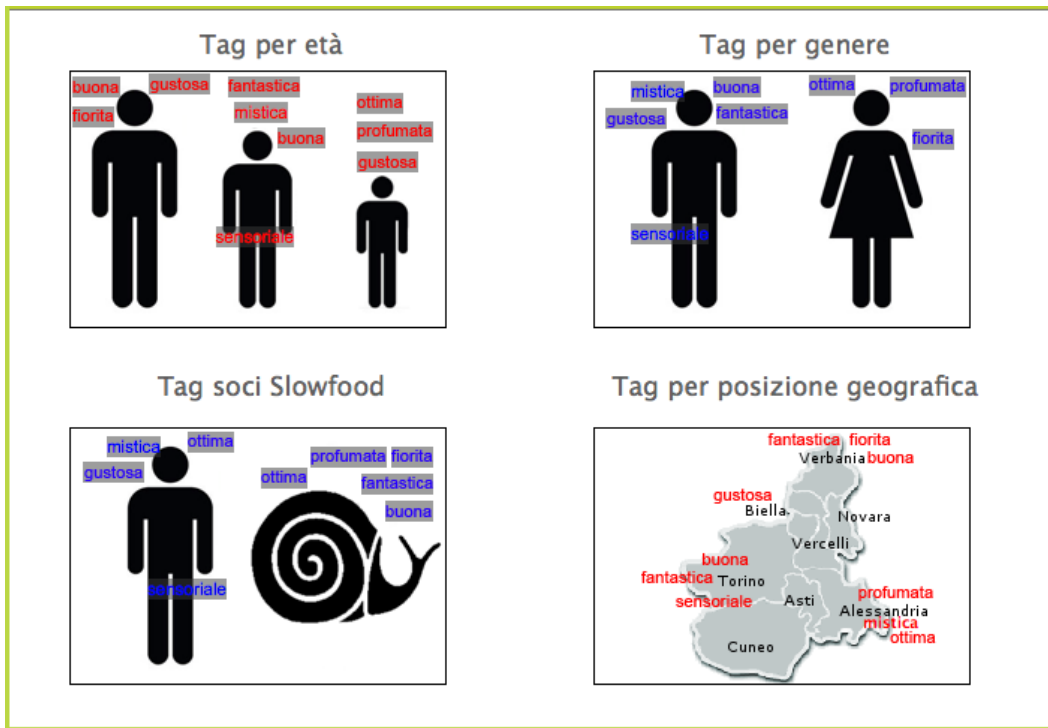 Tag per età
buona gustosa fantastica
fiorita mistica ottima
buona profumata
gustosa
sensoriale
Tag per genere
mistica buona ottima profumata
gustosa fantastica
fiorita
sensoriale
Tag soci Slowfood
mistica ottima
gustosa
sensoriale
profumata fiorita
ottima fantastica
buona
Tag per posizione geografica
fantastica fiorita
Verbania buona
gustosa
Biella Novara
Vercelli
buona
fantastica Torino
sensoriale Asti
profumata
Alessandria
mistica
ottima
Cuneo